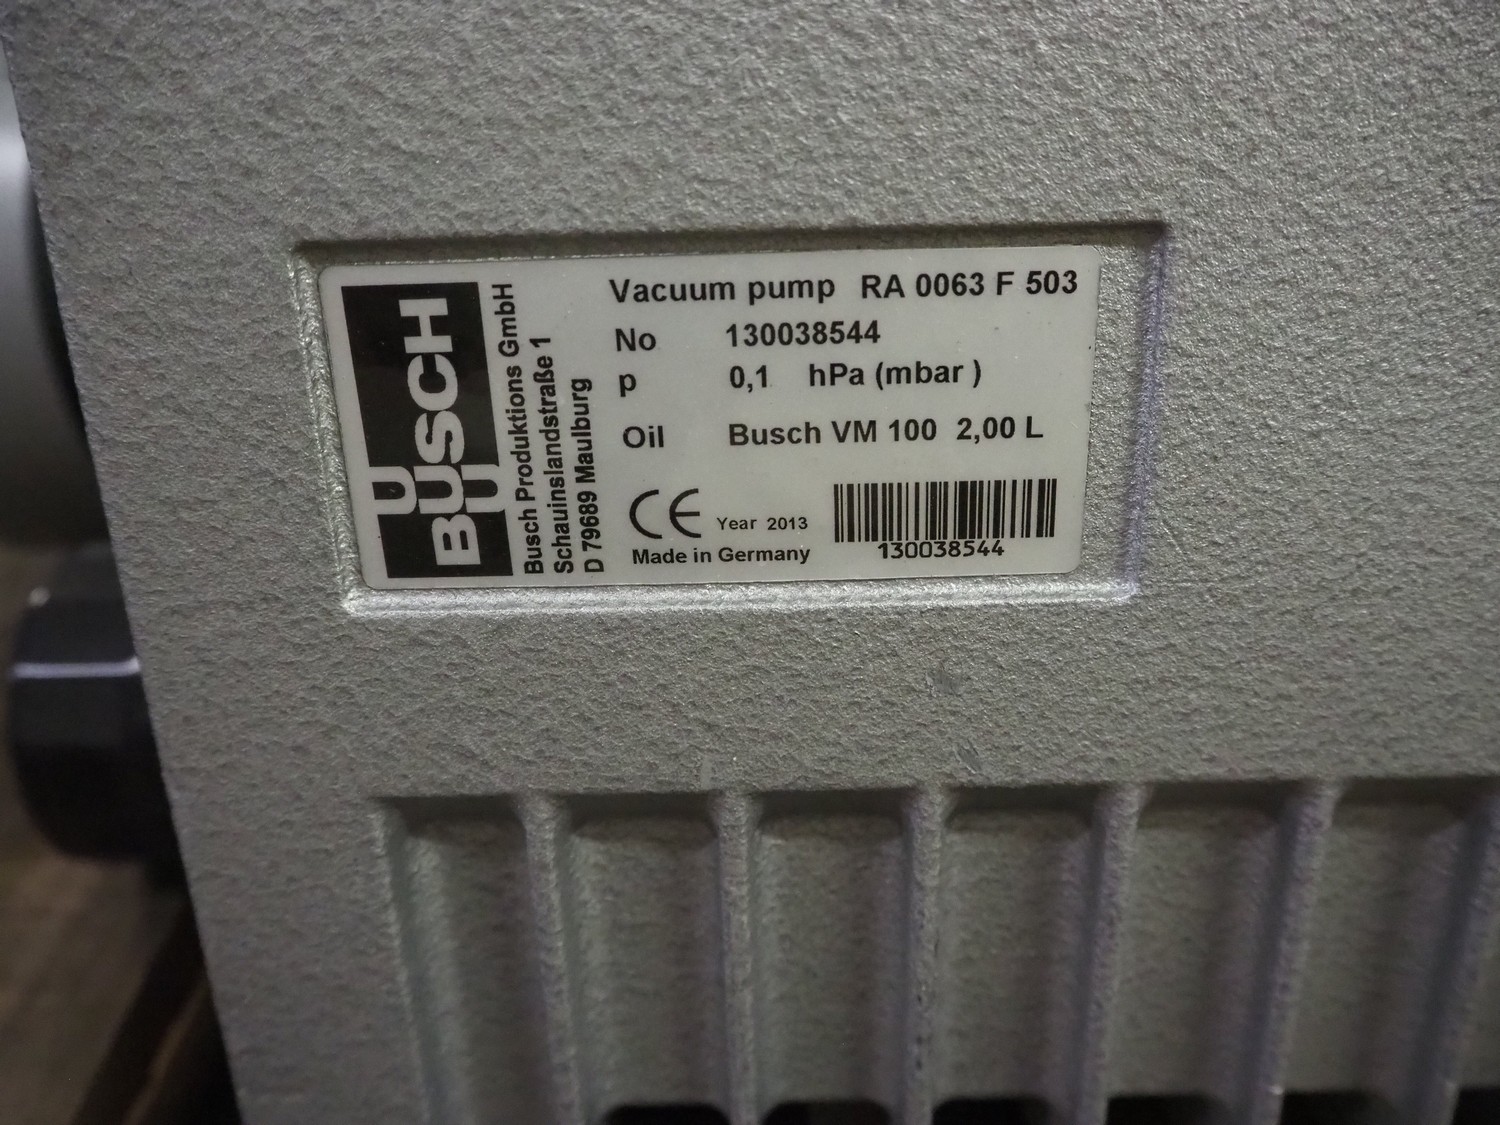 U
BUSCH
BU
Busch Produktions GmbH
Schauinslandstraße 1
D 79689 Maulburg
Vacuum pump RA 0063 F 503
No 130038544
p 0,1 hPa (mbar )
Oil Busch VM 100 2,00 L
CE Year 2013
Made in Germany
130038544